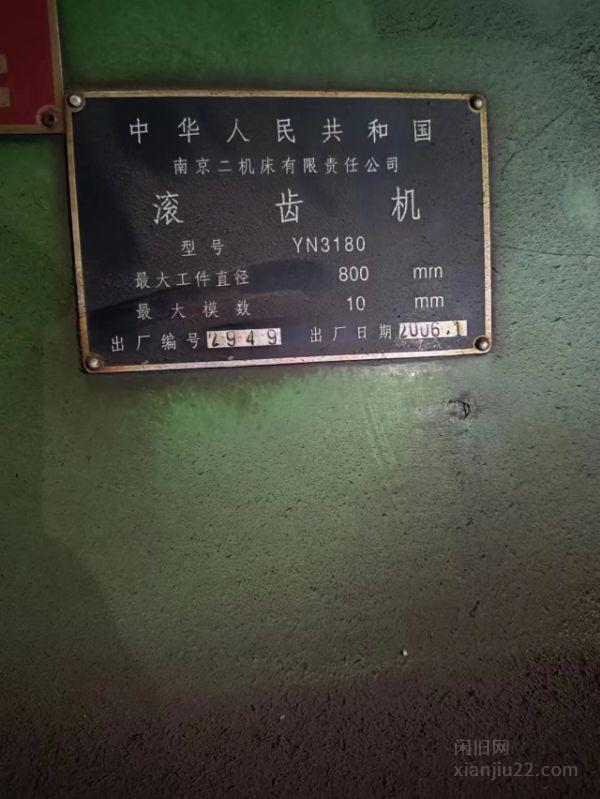 中华人民共和国
南京二机床有限责任公司
滚齿机
型号 YN3180
最大工件直径 800 mm
最大模数 10 mm
出厂编号 2949 出厂日期 2006.1
闲旧网
xianjiu22.com